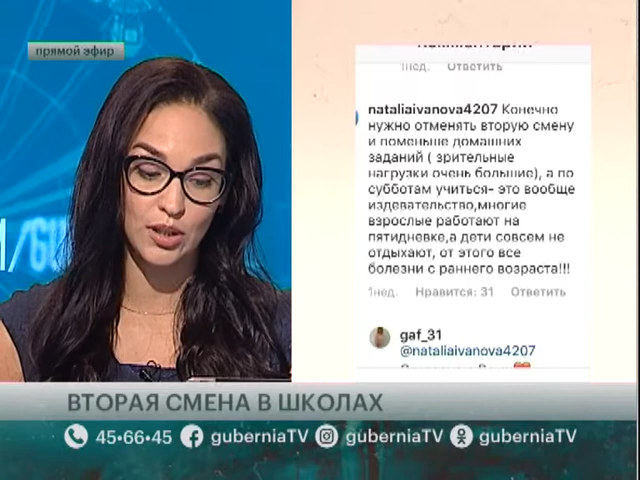 прямой эфир
Комментарии
1нед. Ответить
nataliaivanova4207 Конечно
нужно отменять вторую смену
и поменьше домашних
заданий ( зрительные
нагрузки очень большие), а по
субботам учиться- это вообще
издевательство,многие
взрослые работают на
пятидневке,а дети совсем не
отдыхают, от этого все
болезни с раннего возраста!!!
1нед. Нравится: 31 Ответить
gaf_31
@nataliaivanova4207
ВТОРАЯ СМЕНА В ШКОЛАХ
45•66•45 guberniaTV guberniaTV guberniaTV